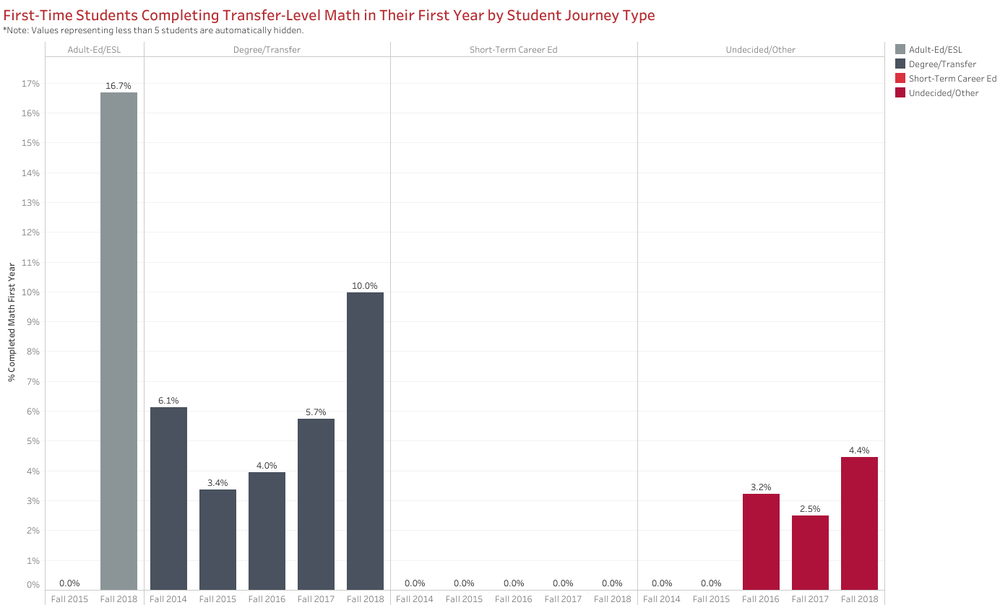 First-Time Students Completing Transfer-Level Math in Their First Year by Student Journey Type
*Note: Values representing less than 5 students are automatically hidden.
Adult-Ed/ESL Degree/Transfer Short-Term Career Ed Undecided/Other
Adult-Ed/ESL
Degree/Transfer
Short-Term Career Ed
Undecided/Other
% Completed Math First Year
17%
16%
15%
14%
13%
12%
11%
10%
9%
8%
7%
6%
5%
4%
3%
2%
1%
0%
0.0% 16.7% 6.1% 3.4% 4.0% 5.7% 10.0% 0.0% 0.0% 0.0% 0.0% 0.0% 0.0% 0.0% 3.2% 2.5% 4.4%
Fall 2015 Fall 2018 Fall 2014 Fall 2015 Fall 2016 Fall 2017 Fall 2018 Fall 2014 Fall 2015 Fall 2016 Fall 2017 Fall 2018 Fall 2014 Fall 2015 Fall 2016 Fall 2017 Fall 2018